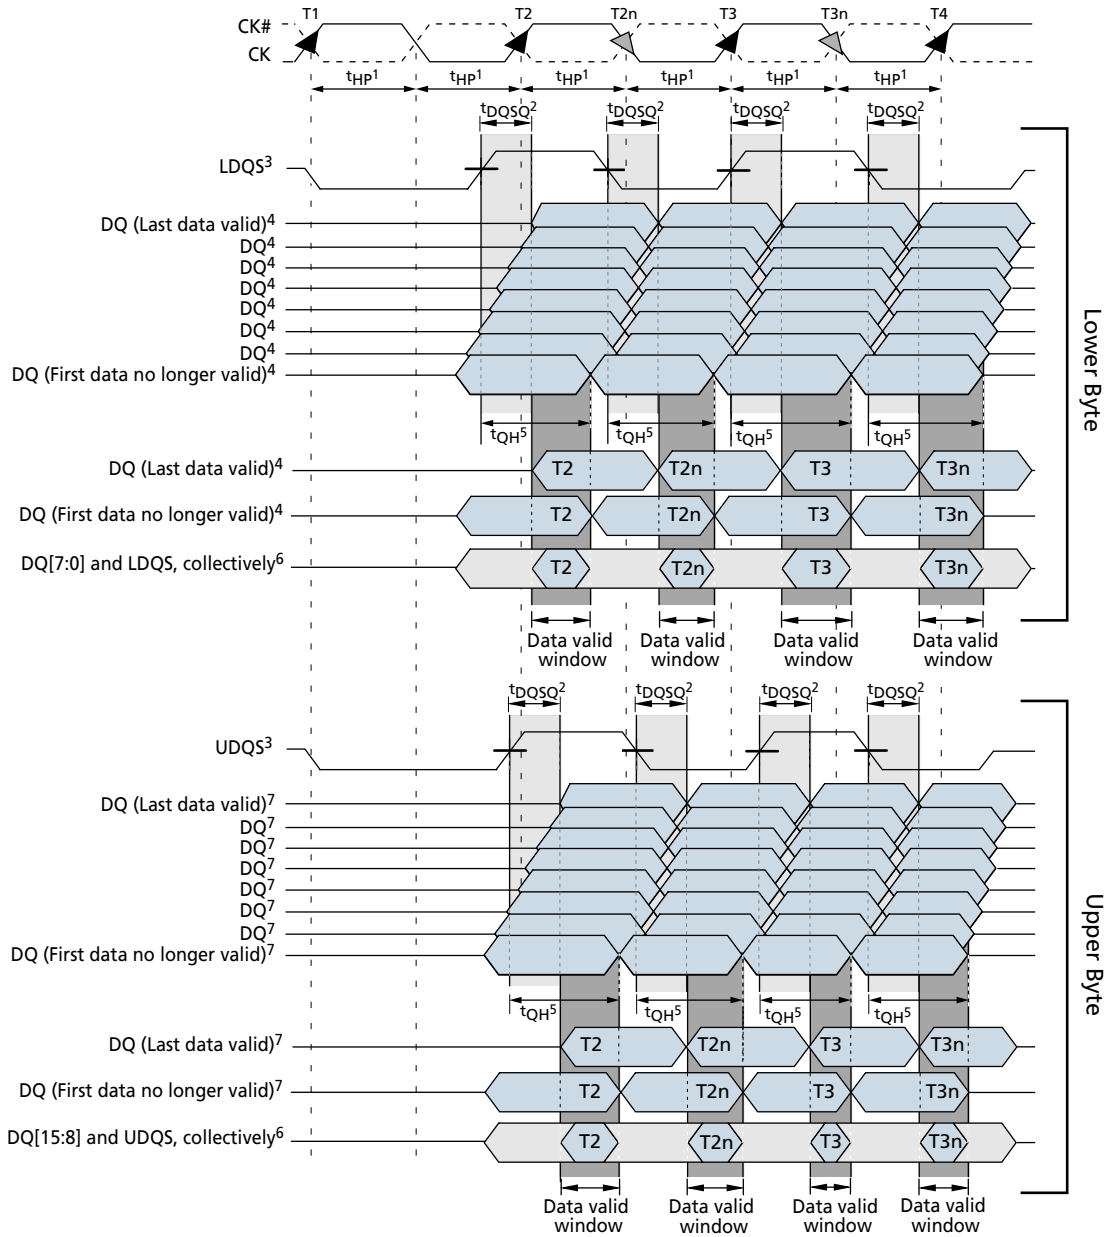 T1 T2 T2n T3 T3n T4
CK#
CK
tHP1 tHP1 tHP1 tHP1 tHP1 tHP1
tDQSQ2 tDQSQ2 tDQSQ2 tDQSQ2
LDQS3
DQ (Last data valid)4
DQ4
DQ4
DQ4
DQ4
DQ4
DQ4
DQ (First data no longer valid)4
Lower Byte
tQH5 tQH5 tQH5 tQH5
DQ (Last data valid)4 T2 T2n T3 T3n
DQ (First data no longer valid)4 T2 T2n T3 T3n
DQ[7:0] and LDQS, collectively6 T2 T2n T3 T3n
Data valid window
Data valid window
Data valid window
Data valid window
tDQSQ2 tDQSQ2 tDQSQ2 tDQSQ2
UDQS3
DQ (Last data valid)7
DQ7
DQ7
DQ7
DQ7
DQ7
DQ7
DQ (First data no longer valid)7
Upper Byte
tQH5 tQH5 tQH5 tQH5
DQ (Last data valid)7 T2 T2n T3 T3n
DQ (First data no longer valid)7 T2 T2n T3 T3n
DQ[15:8] and UDQS, collectively6 T2 T2n T3 T3n
Data valid window
Data valid window
Data valid window
Data valid window